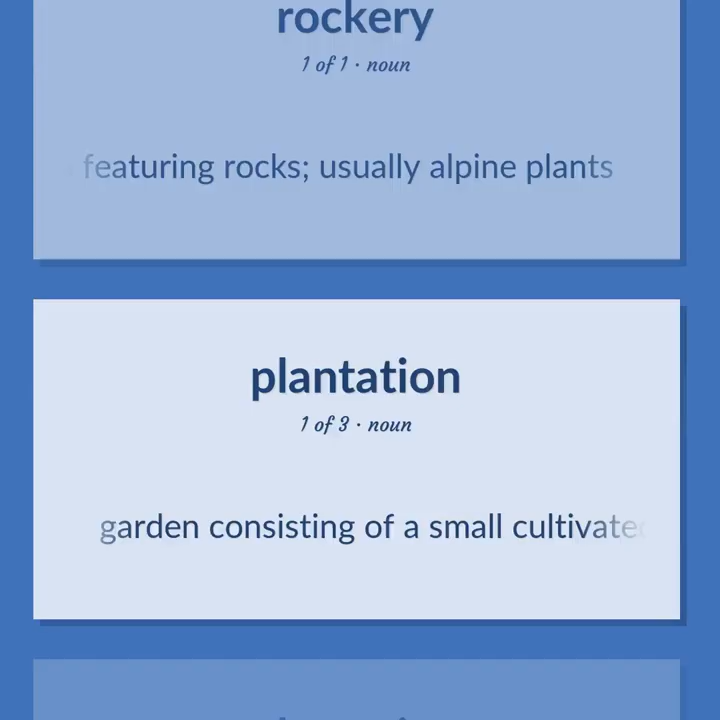 rockery
1 of 1 · noun
featuring rocks; usually alpine plants
plantation
1 of 3 · noun
garden consisting of a small cultivated